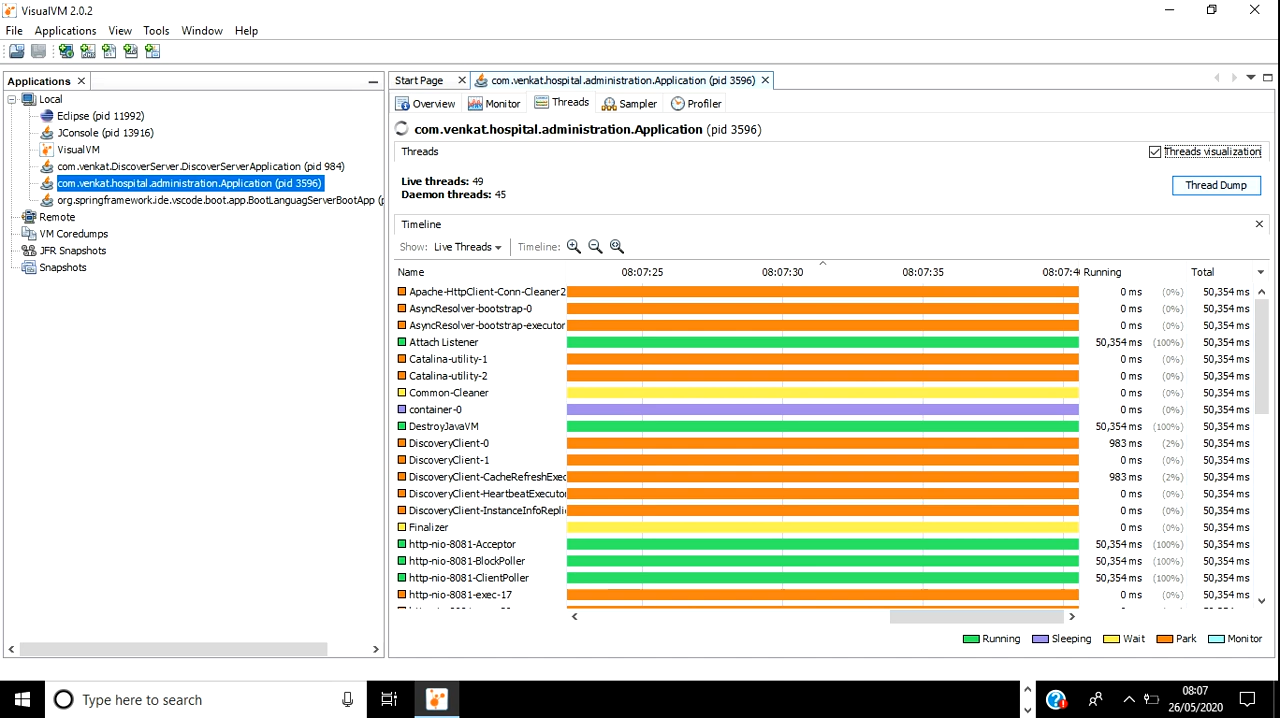 VisualVM 2.0.2
File Applications View Tools Window Help
Applications
Local
Eclipse (pid 11992)
JConsole (pid 13916)
VisualVM
com.venkat.DiscoverServer.DiscoverServerApplication (pid 984)
com.venkat.hospital.administration.Application (pid 3596)
org.springframework.ide.vscode.boot.app.BootLanguagServerBootApp (p
Remote
VM Coredumps
JFR Snapshots
Snapshots
Start Page com.venkat.hospital.administration.Application (pid 3596)
Overview Monitor Threads Sampler Profiler
com.venkat.hospital.administration.Application (pid 3596)
Threads Threads visualization
Live threads: 49
Daemon threads: 45
Thread Dump
Timeline
Show: Live Threads Timeline:
Name 08:07:25 08:07:30 08:07:35 08:07:4 Running Total
Apache-HttpClient-Conn-Cleaner2 0 ms (0%) 50,354 ms
AsyncResolver-bootstrap-0 0 ms (0%) 50,354 ms
AsyncResolver-bootstrap-executor 0 ms (0%) 50,354 ms
Attach Listener 50,354 ms (100%) 50,354 ms
Catalina-utility-1 0 ms (0%) 50,354 ms
Catalina-utility-2 0 ms (0%) 50,354 ms
Common-Cleaner 0 ms (0%) 50,354 ms
container-0 0 ms (0%) 50,354 ms
DestroyJavaVM 50,354 ms (100%) 50,354 ms
DiscoveryClient-0 983 ms (2%) 50,354 ms
DiscoveryClient-1 0 ms (0%) 50,354 ms
DiscoveryClient-CacheRefreshExec 983 ms (2%) 50,354 ms
DiscoveryClient-HeartbeatExecuto 0 ms (0%) 50,354 ms
DiscoveryClient-InstanceInfoRepli 0 ms (0%) 50,354 ms
Finalizer 0 ms (0%) 50,354 ms
http-nio-8081-Acceptor 50,354 ms (100%) 50,354 ms
http-nio-8081-BlockPoller 50,354 ms (100%) 50,354 ms
http-nio-8081-ClientPoller 50,354 ms (100%) 50,354 ms
http-nio-8081-exec-17 0 ms (0%) 50,354 ms
Running Sleeping Wait Park Monitor
Type here to search
08:07
26/05/2020